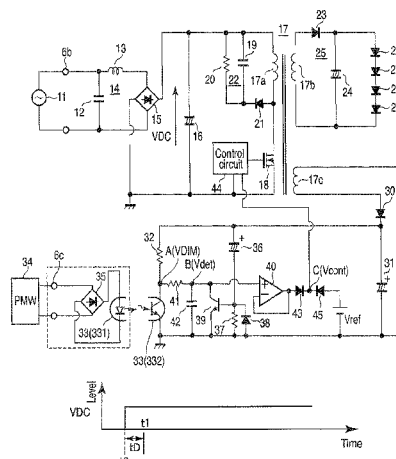 6b
13
17
23
19
20
22
25
11
12
14
15
VDC
16
17a
17b
24
2
2
2
2
21
Control circuit
44
18
17c
30
32
A(VDIM)
36
B(Vdet)
34
6c
35
PMW
33(331)
33(332)
41
42
39
37
38
40
C(Vcont)
43
45
Vref
31
Level
VDC
t1
tD
Time